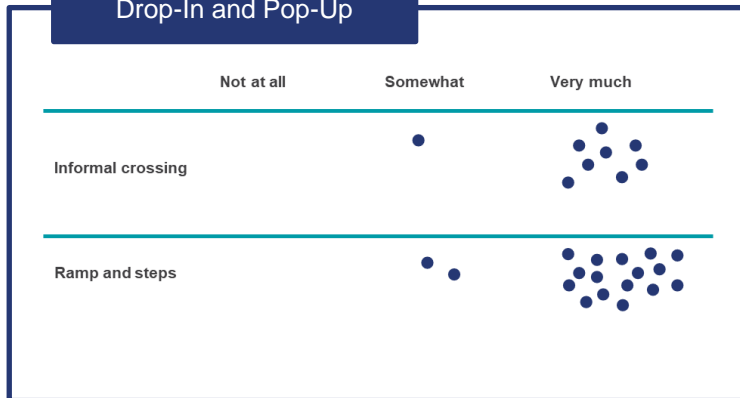 Drop-In and Pop-Up
Not at all Somewhat Very much
Informal crossing
Ramp and steps